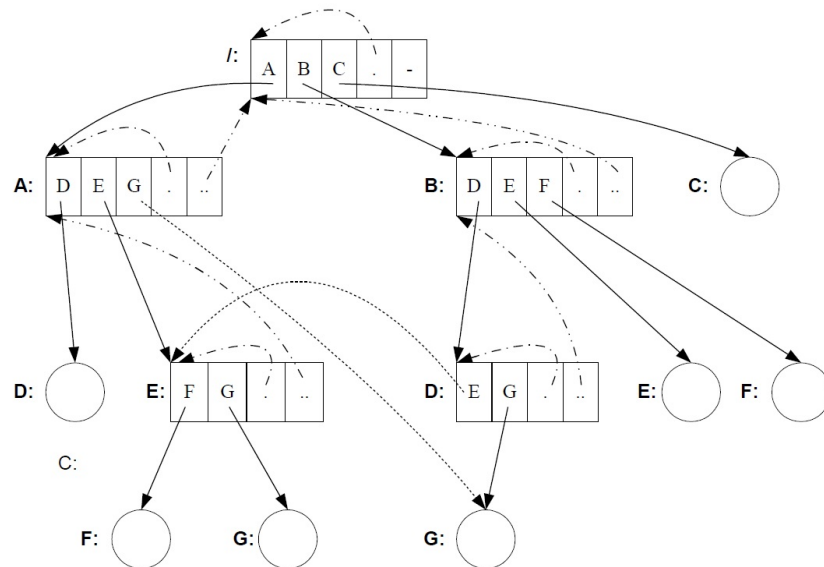 /: A B C . -
A: D E G . ..
B: D E F . ..
C:
D:
E: F G . ..
D: E G . ..
E:
F:
C:
F:
G:
G: